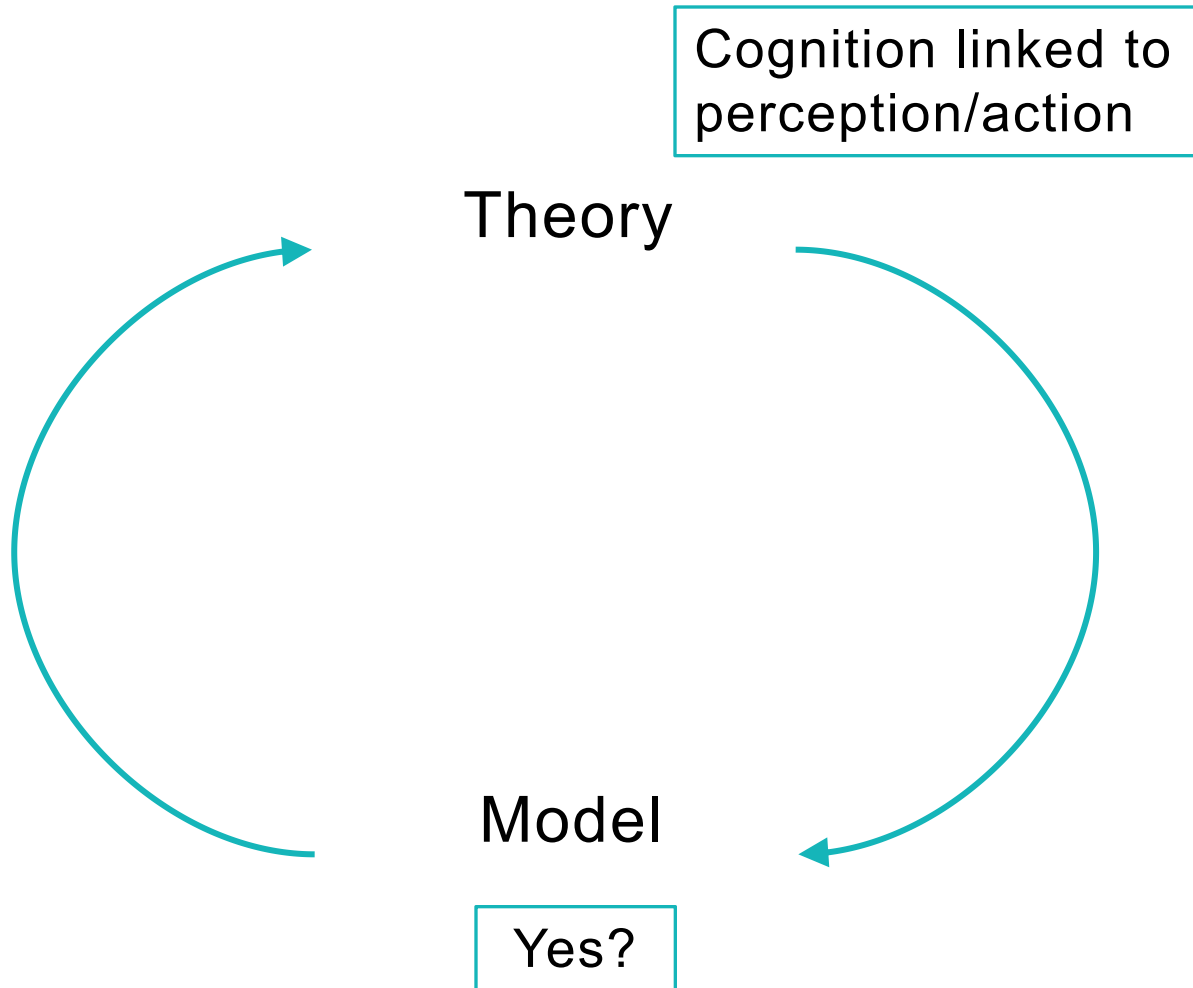 Cognition linked to
perception/action
Theory
Model
Yes?